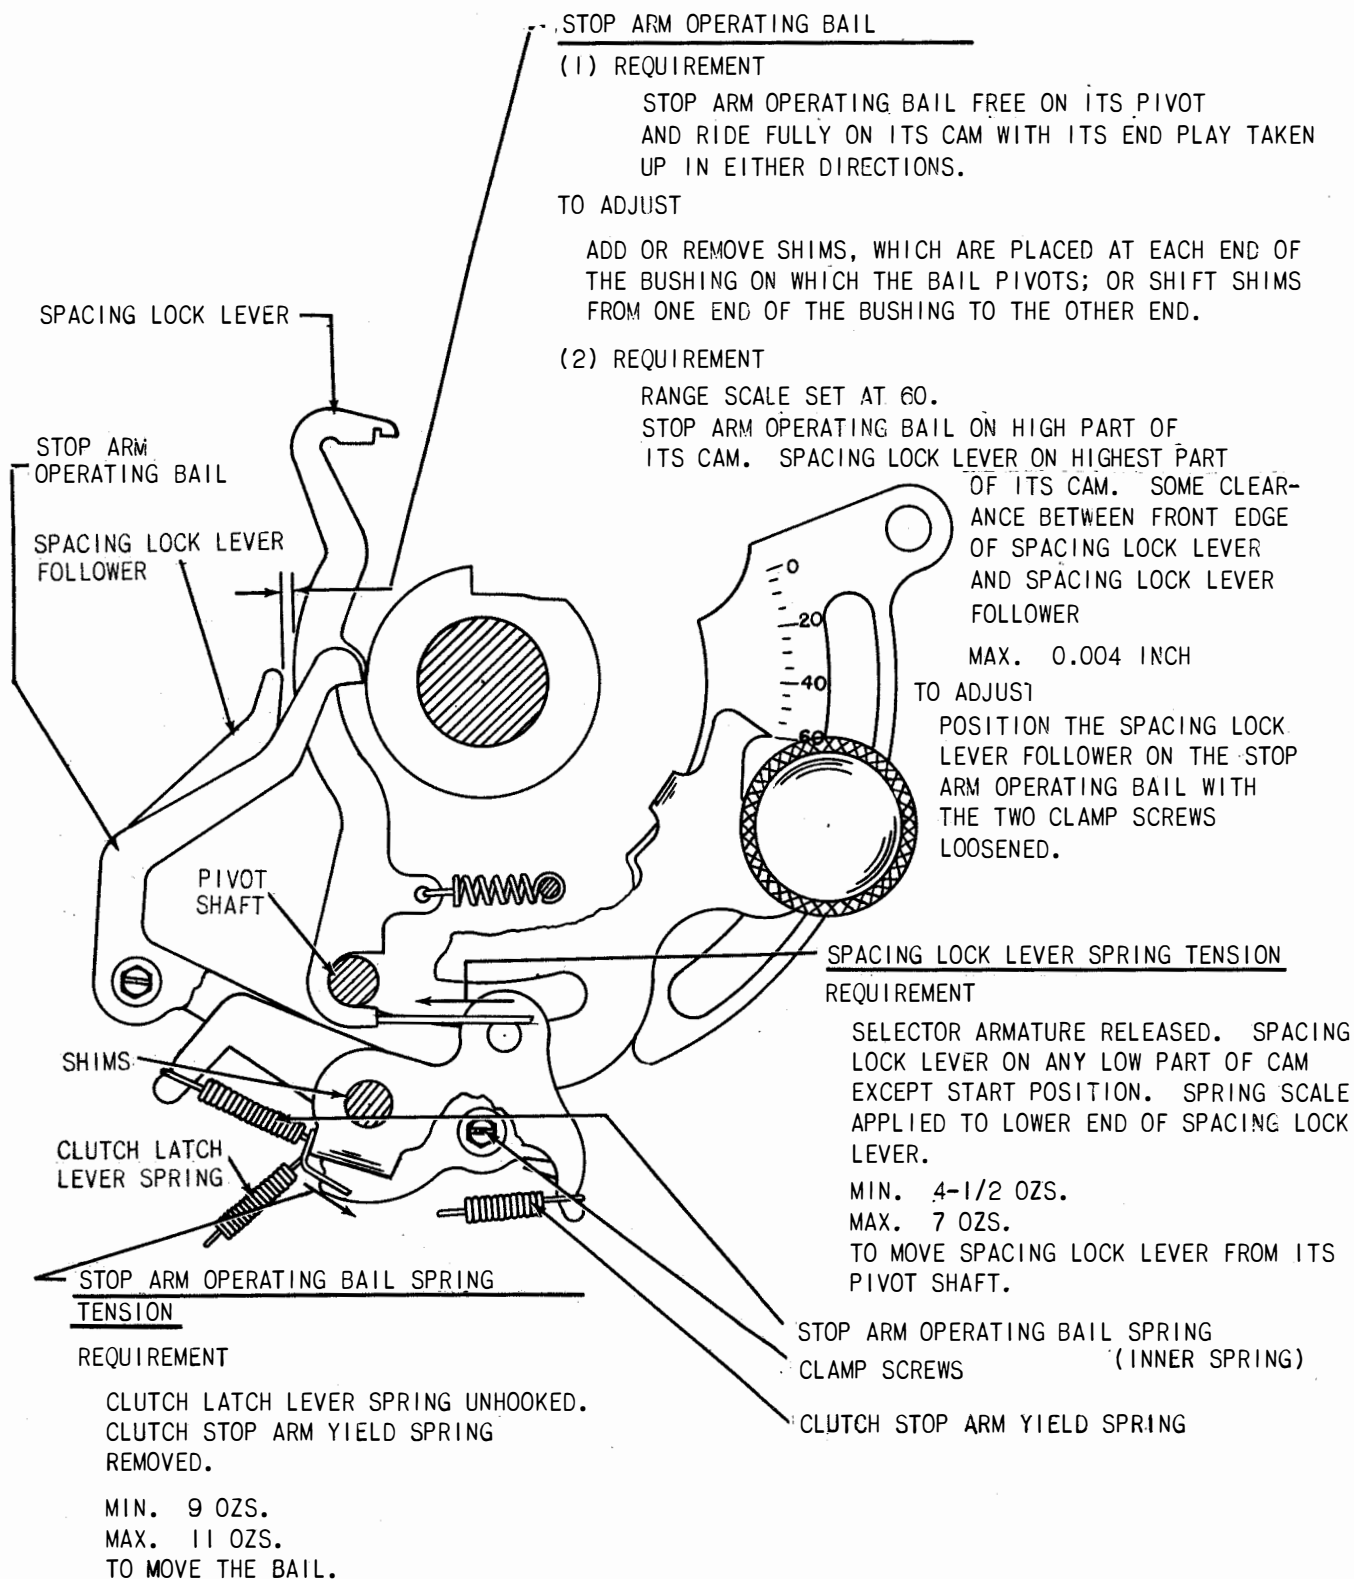 STOP ARM OPERATING BAIL
(1) REQUIREMENT
STOP ARM OPERATING BAIL FREE ON ITS PIVOT
AND RIDE FULLY ON ITS CAM WITH ITS END PLAY TAKEN
UP IN EITHER DIRECTIONS.
TO ADJUST
ADD OR REMOVE SHIMS, WHICH ARE PLACED AT EACH END OF
THE BUSHING ON WHICH THE BAIL PIVOTS; OR SHIFT SHIMS
FROM ONE END OF THE BUSHING TO THE OTHER END.
(2) REQUIREMENT
RANGE SCALE SET AT 60.
STOP ARM OPERATING BAIL ON HIGH PART OF
ITS CAM. SPACING LOCK LEVER ON HIGHEST PART
OF ITS CAM. SOME CLEAR-
ANCE BETWEEN FRONT EDGE
OF SPACING LOCK LEVER
AND SPACING LOCK LEVER
FOLLOWER
MAX. 0.004 INCH
TO ADJUST
POSITION THE SPACING LOCK
LEVER FOLLOWER ON THE STOP
ARM OPERATING BAIL WITH
THE TWO CLAMP SCREWS
LOOSENED.
SPACING LOCK LEVER
STOP ARM
OPERATING BAIL
SPACING LOCK LEVER
FOLLOWER
0
20
40
60
PIVOT
SHAFT
SHIMS
CLUTCH LATCH
LEVER SPRING
SPACING LOCK LEVER SPRING TENSION
REQUIREMENT
SELECTOR ARMATURE RELEASED. SPACING
LOCK LEVER ON ANY LOW PART OF CAM
EXCEPT START POSITION. SPRING SCALE
APPLIED TO LOWER END OF SPACING LOCK
LEVER.
MIN. 4-1/2 OZS.
MAX. 7 OZS.
TO MOVE SPACING LOCK LEVER FROM ITS
PIVOT SHAFT.
STOP ARM OPERATING BAIL SPRING
(INNER SPRING)
CLAMP SCREWS
CLUTCH STOP ARM YIELD SPRING
STOP ARM OPERATING BAIL SPRING
TENSION
REQUIREMENT
CLUTCH LATCH LEVER SPRING UNHOOKED.
CLUTCH STOP ARM YIELD SPRING
REMOVED.
MIN. 9 OZS.
MAX. 11 OZS.
TO MOVE THE BAIL.